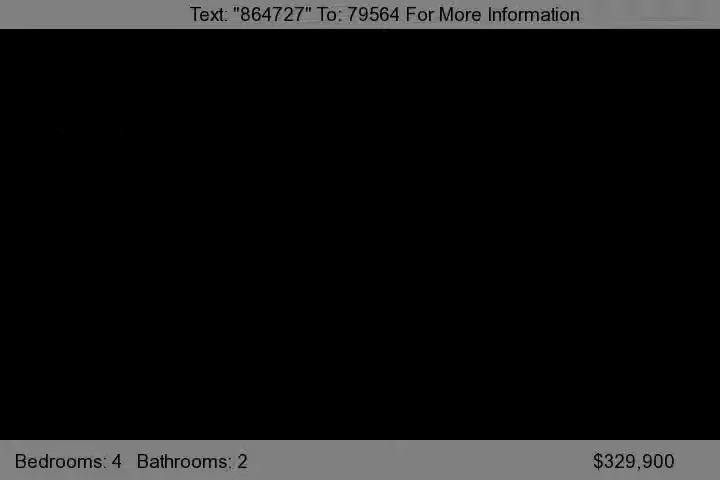 Text: "864727" To: 79564 For More Information
Bedrooms: 4 Bathrooms: 2 $329,900